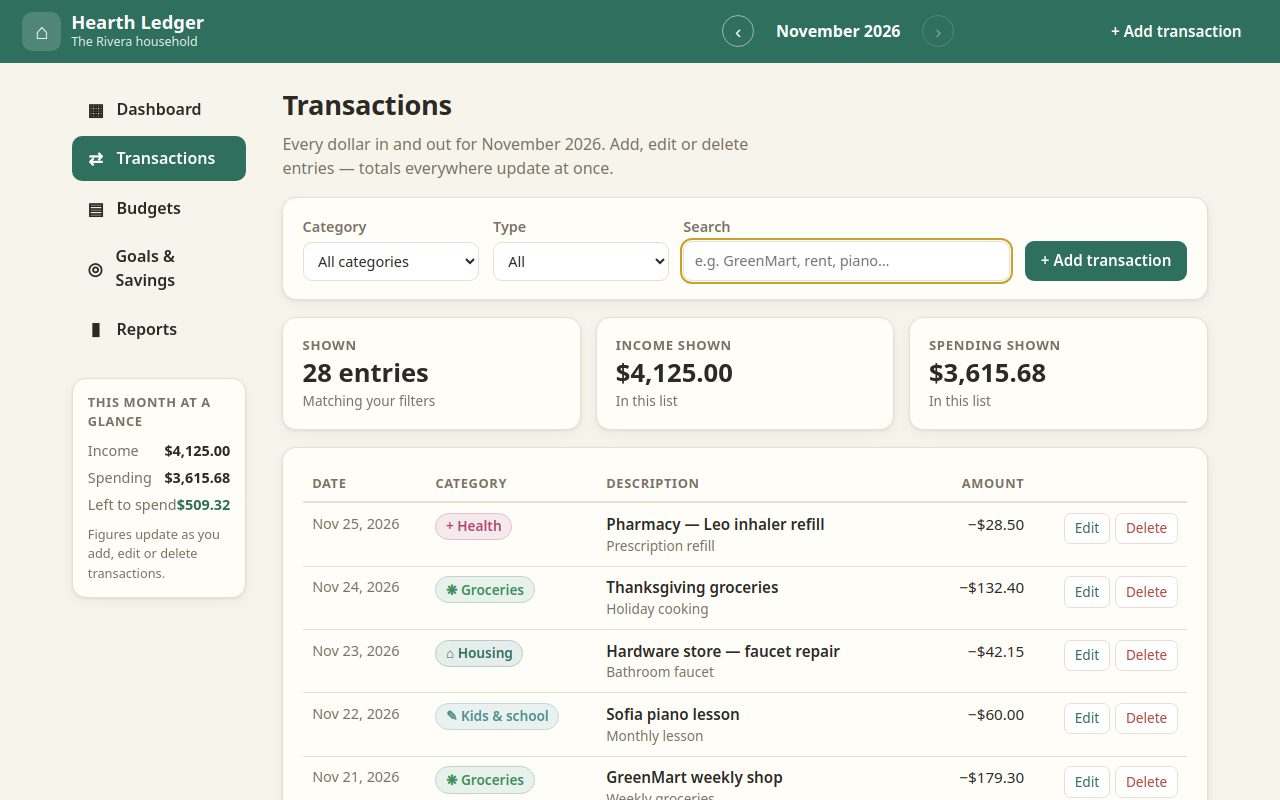 Hearth Ledger
The Rivera household
November 2026
+ Add transaction
Dashboard
Transactions
Budgets
Goals &
Savings
Reports
THIS MONTH AT A
GLANCE
Income $4,125.00
Spending $3,615.68
Left to spend $509.32
Figures update as you
add, edit or delete
transactions.
Transactions
Every dollar in and out for November 2026. Add, edit or delete
entries — totals everywhere update at once.
Category Type Search
All categories All e.g. GreenMart, rent, piano... + Add transaction
SHOWN
28 entries
Matching your filters
INCOME SHOWN
$4,125.00
In this list
SPENDING SHOWN
$3,615.68
In this list
DATE CATEGORY DESCRIPTION AMOUNT
Nov 25, 2026 + Health Pharmacy — Leo inhaler refill −$28.50 Edit Delete
Prescription refill
Nov 24, 2026 Groceries Thanksgiving groceries −$132.40 Edit Delete
Holiday cooking
Nov 23, 2026 Housing Hardware store — faucet repair −$42.15 Edit Delete
Bathroom faucet
Nov 22, 2026 Kids & school Sofia piano lesson −$60.00 Edit Delete
Monthly lesson
Nov 21, 2026 Groceries GreenMart weekly shop −$179.30 Edit Delete
Weekly groceries